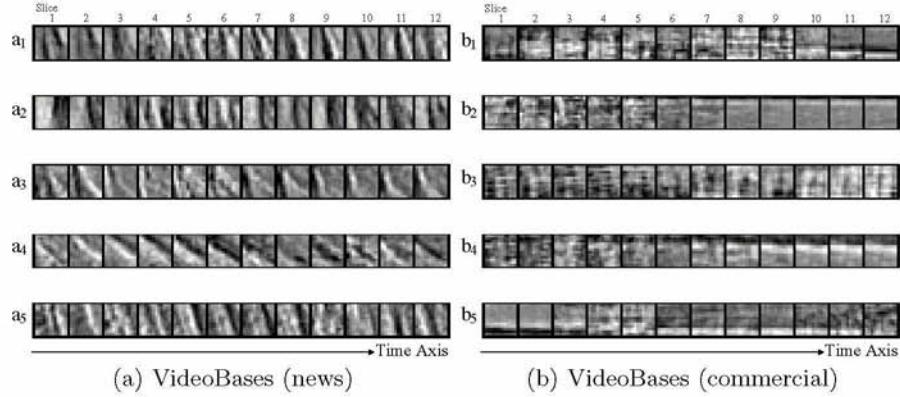 Slice
1 2 3 4 5 6 7 8 9 10 11 12
a1
a2
a3
a4
a5
Time Axis
(a) VideoBases (news)
Slice
1 2 3 4 5 6 7 8 9 10 11 12
b1
b2
b3
b4
b5
Time Axis
(b) VideoBases (commercial)